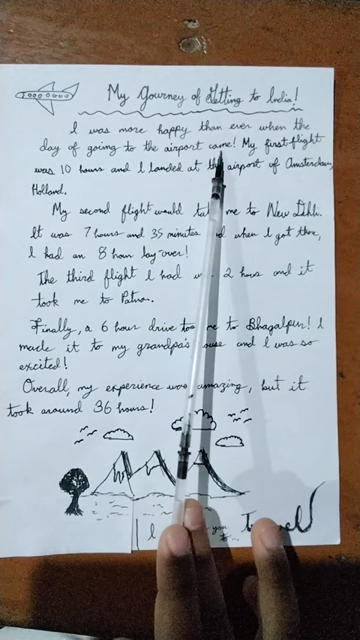 My Journey of Getting to India!
I was more happy than ever when the
day of going to the airport came! My first flight
was 10 hours and I landed at the airport of Amsterdam,
Holland.
My second flight would me to New Dehli.
It was 7 hours and 35 minutes and when I got there,
I had an 8 hour lay-over!
The third flight I had 2 hours and it
took me to Patna.
Finally, a 6 hour drive me to Bhagalpur! I
made it to my grandpa's house and I was so
excited!
Overall, my experience was amazing, but it
took around 36 hours!
I you to travel